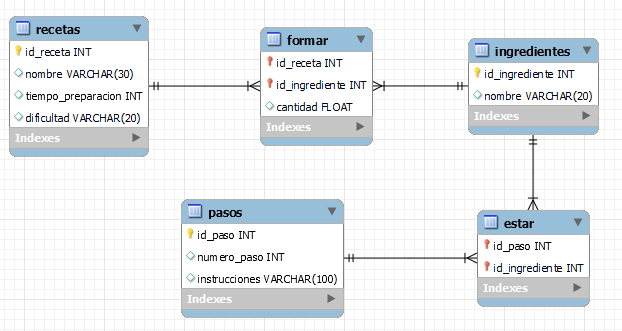 recetas
id_receta INT
nombre VARCHAR(30)
tiempo_preparacion INT
dificultad VARCHAR(20)
Indexes
formar
id_receta INT
id_ingrediente INT
cantidad FLOAT
Indexes
ingredientes
id_ingrediente INT
nombre VARCHAR(20)
Indexes
pasos
id_paso INT
numero_paso INT
instrucciones VARCHAR(100)
Indexes
estar
id_paso INT
id_ingrediente INT
Indexes